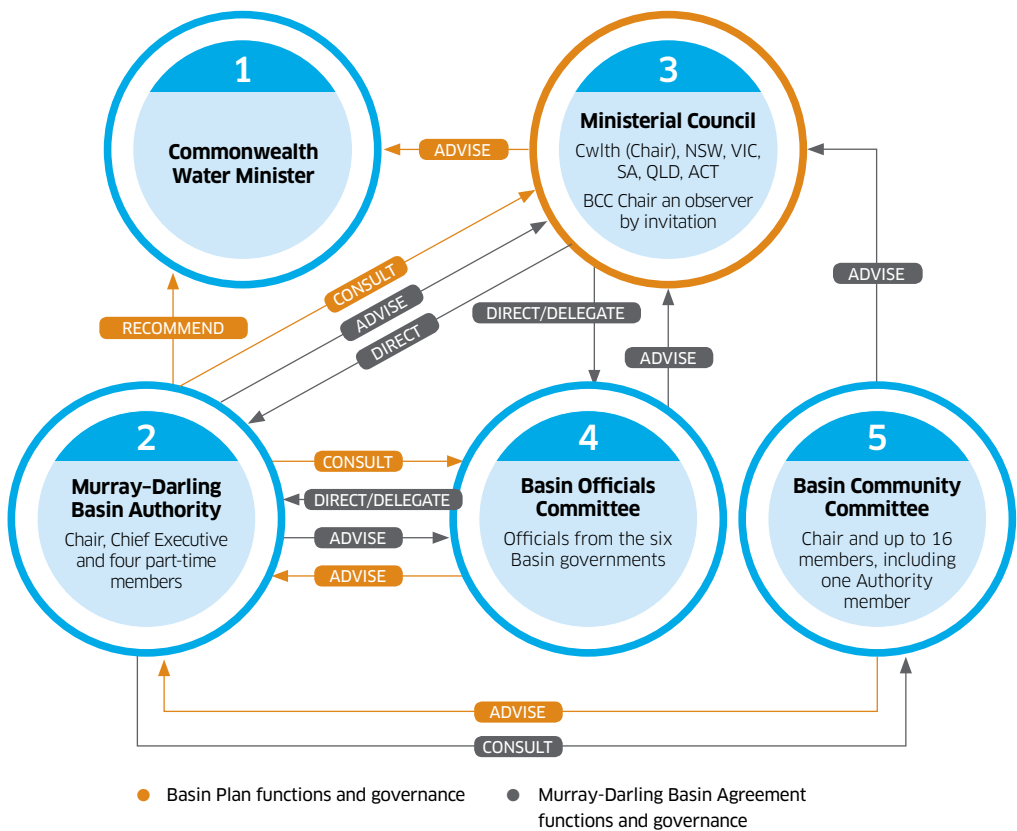 1
Commonwealth
Water Minister
ADVISE
3
Ministerial Council
Cwlth (Chair), NSW, VIC,
SA, QLD, ACT
BCC Chair an observer
by invitation
RECOMMEND
CONSULT
ADVISE
DIRECT
DIRECT/DELEGATE
ADVISE
ADVISE
2
Murray–Darling
Basin Authority
Chair, Chief Executive
and four part-time
members
CONSULT
DIRECT/DELEGATE
ADVISE
ADVISE
4
Basin Officials
Committee
Officials from the six
Basin governments
5
Basin Community
Committee
Chair and up to 16
members, including
one Authority
member
ADVISE
CONSULT
Basin Plan functions and governance
Murray-Darling Basin Agreement
functions and governance